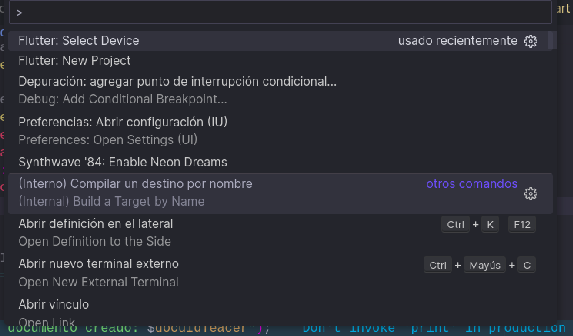 >
Flutter: Select Device usado recientemente
Flutter: New Project
Depuración: agregar punto de interrupción condicional...
Debug: Add Conditional Breakpoint...
Preferencias: Abrir configuración (IU)
Preferences: Open Settings (UI)
Synthwave '84: Enable Neon Dreams
(Interno) Compilar un destino por nombre otros comandos
(Internal) Build a Target by Name
Abrir definición en el lateral Ctrl + K F12
Open Definition to the Side
Abrir nuevo terminal externo Ctrl + Mayús + C
Open New External Terminal
Abrir vínculo
Open Link
documento creado: $docuidTeacher'); Don't invoke 'print' in production